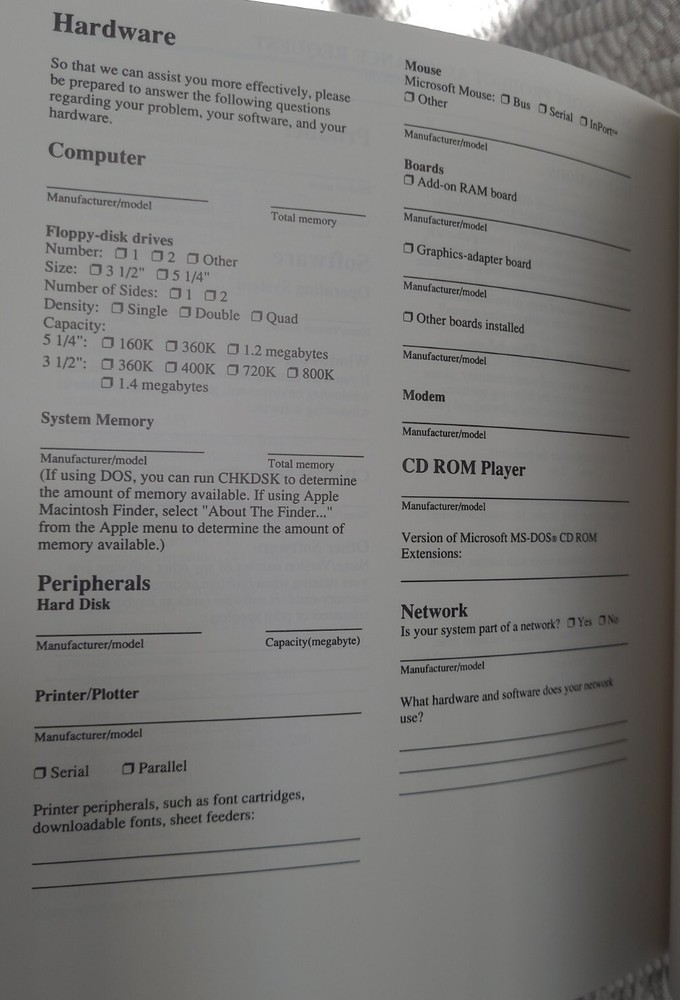 Hardware
So that we can assist you more effectively, please
be prepared to answer the following questions
regarding your problem, your software, and your
hardware.
Computer
Manufacturer/model Total memory
Floppy-disk drives
Number: ❒ 1 ❒ 2 ❒ Other
Size: ❒ 3 1/2" ❒ 5 1/4"
Number of Sides: ❒ 1 ❒ 2
Density: ❒ Single ❒ Double ❒ Quad
Capacity:
5 1/4": ❒ 160K ❒ 360K ❒ 1.2 megabytes
3 1/2": ❒ 360K ❒ 400K ❒ 720K ❒ 800K
❒ 1.4 megabytes
System Memory
Manufacturer/model Total memory
(If using DOS, you can run CHKDSK to determine
the amount of memory available. If using Apple
Macintosh Finder, select "About The Finder..."
from the Apple menu to determine the amount of
memory available.)
Peripherals
Hard Disk
Manufacturer/model Capacity(megabyte)
Printer/Plotter
Manufacturer/model
❒ Serial ❒ Parallel
Printer peripherals, such as font cartridges,
downloadable fonts, sheet feeders:
Mouse
Microsoft Mouse: ❒ Bus ❒ Serial ❒ InPort™
❒ Other
Manufacturer/model
Boards
❒ Add-on RAM board
Manufacturer/model
❒ Graphics-adapter board
Manufacturer/model
❒ Other boards installed
Manufacturer/model
Modem
Manufacturer/model
CD ROM Player
Manufacturer/model
Version of Microsoft MS-DOS® CD ROM
Extensions:
Network
Is your system part of a network? ❒ Yes ❒ No
Manufacturer/model
What hardware and software does your network
use?